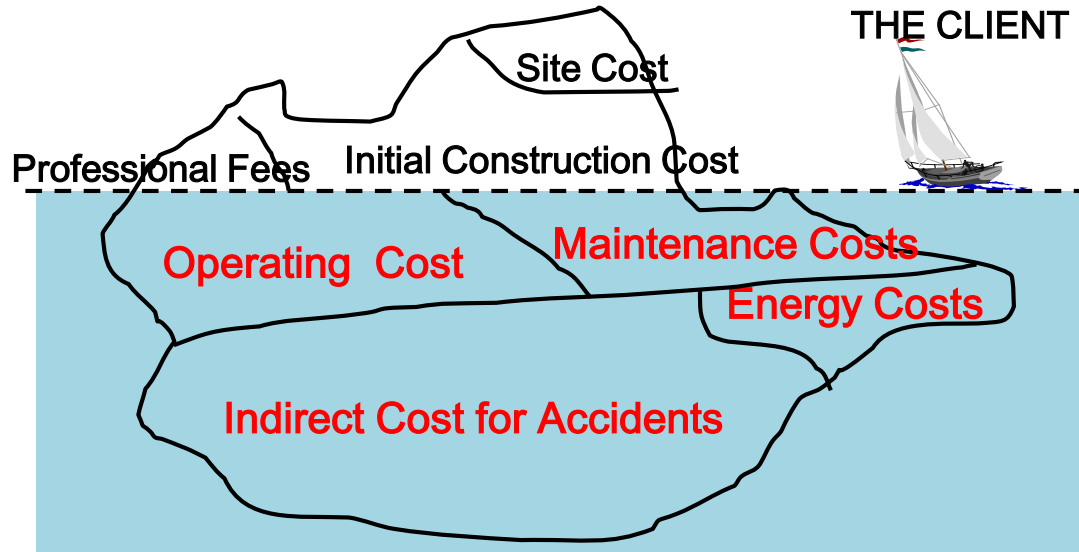 THE CLIENT
Site Cost
Professional Fees
Initial Construction Cost
Operating  Cost
Maintenance Costs
Energy Costs
Indirect Cost for Accidents